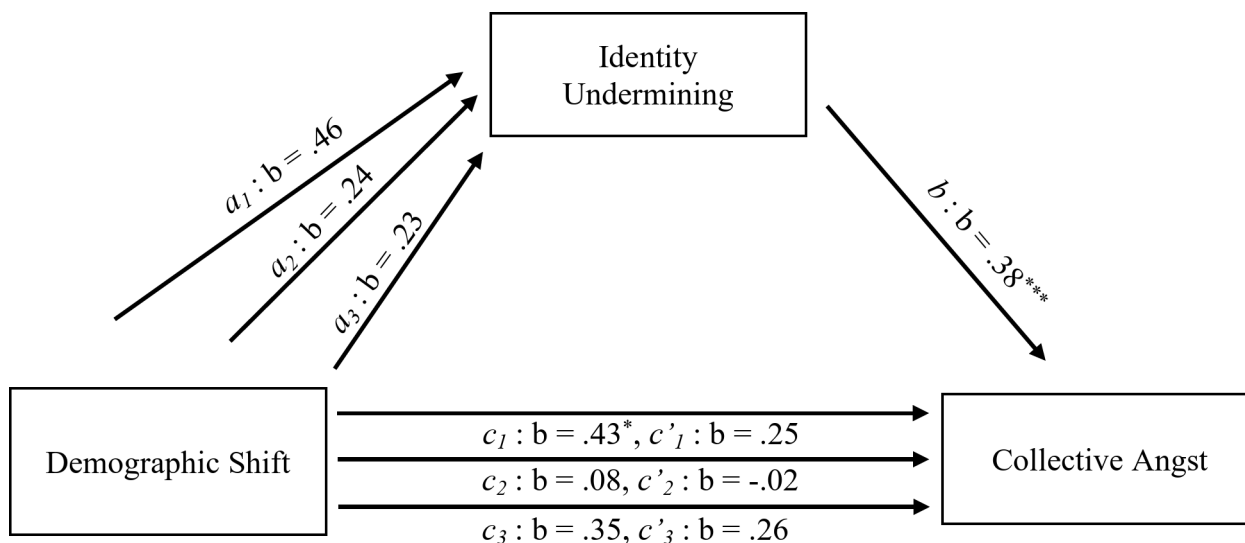 Identity
Undermining
a₁ : b = .46
a₂ : b = .24
a₃ : b = .23
b : b = .38***
Demographic Shift
c₁ : b = .43*, c’₁ : b = .25
c₂ : b = .08, c’₂ : b = -.02
c₃ : b = .35, c’₃ : b = .26
Collective Angst